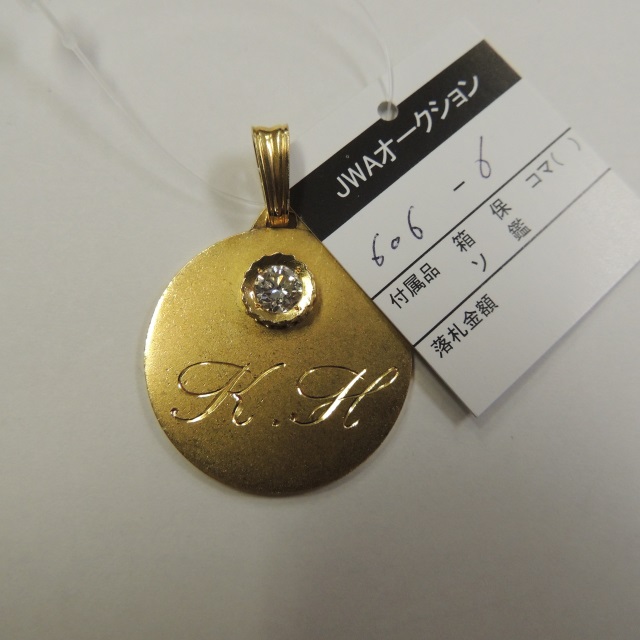 JWAオークション
606 - 6
付属品 箱 保 コマ( )
ソ 鑑
落札金額
K.H